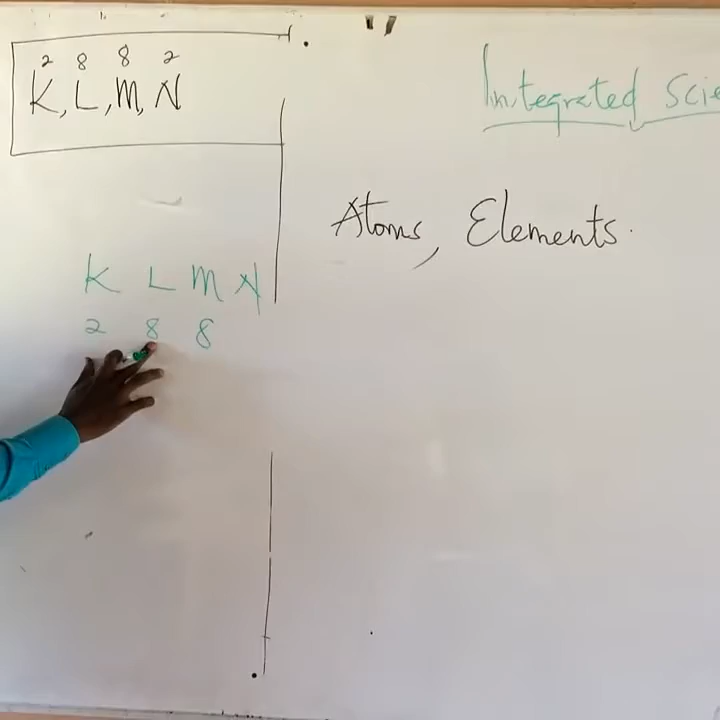 2 8 8 2
K, L, M, N
Integrated Scie
Atoms, Elements.
K L M N
2 8 8